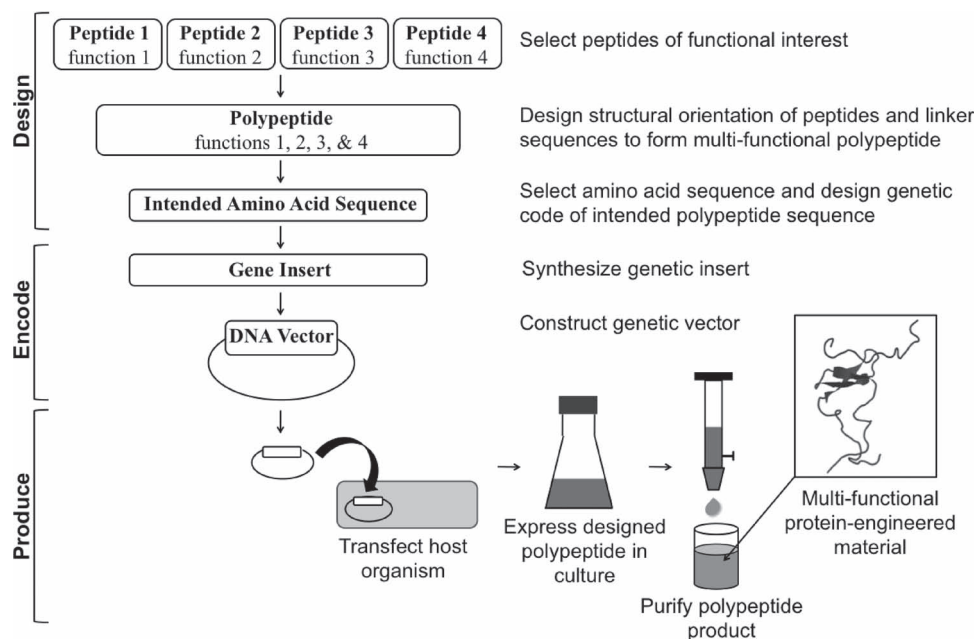 Design
Peptide 1
function 1
Peptide 2
function 2
Peptide 3
function 3
Peptide 4
function 4
Select peptides of functional interest
Polypeptide
functions 1, 2, 3, & 4
Design structural orientation of peptides and linker
sequences to form multi-functional polypeptide
Intended Amino Acid Sequence
Select amino acid sequence and design genetic
code of intended polypeptide sequence
Encode
Gene Insert
Synthesize genetic insert
DNA Vector
Construct genetic vector
Produce
Transfect host
organism
Express designed
polypeptide in
culture
Purify polypeptide
product
Multi-functional
protein-engineered
material